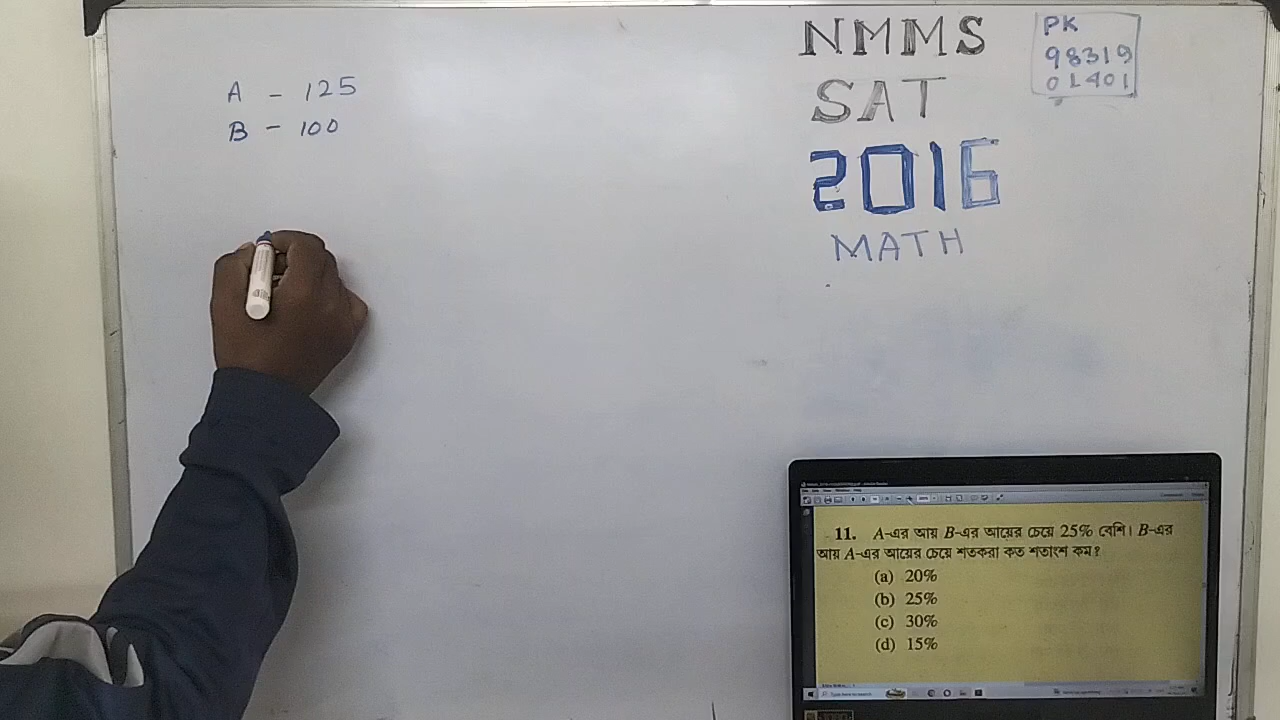 A - 125
B - 100
NMMS
SAT
2016
MATH
PK
98319
01401
11. A-এর আয় B-এর আয়ের চেয়ে 25% বেশি। B-এর
আয় A-এর আয়ের চেয়ে শতকরা কত শতাংশ কম?
(a) 20%
(b) 25%
(c) 30%
(d) 15%